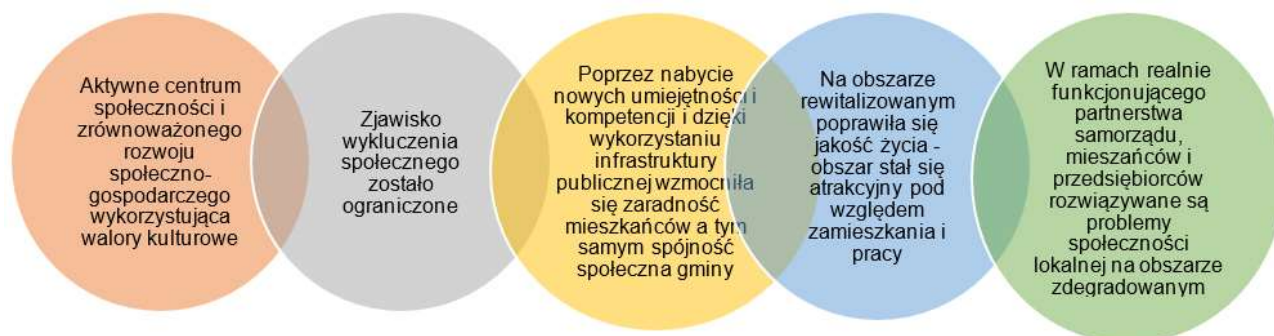 Aktywne centrum
społeczności i
zrównoważonego
rozwoju
społeczno-
gospodarczego
wykorzystująca
walory kulturowe
Zjawisko
wykluczenia
społecznego
zostało
ograniczone
Poprzez nabycie
nowych umiejętności i
kompetencji i dzięki
wykorzystaniu
infrastruktury
publicznej wzmocniła
się zaradność
mieszkańców a tym
samym spójność
społeczna gminy
Na obszarze
rewitalizowanym
poprawiła się
jakość życia -
obszar stał się
atrakcyjny pod
względem
zamieszkania i
pracy
W ramach realnie
funkcjonującego
partnerstwa
samorządu,
mieszańców i
przedsiębiorców
rozwiązywane są
problemy
społeczności
lokalnej na obszarze
zdegradowanym